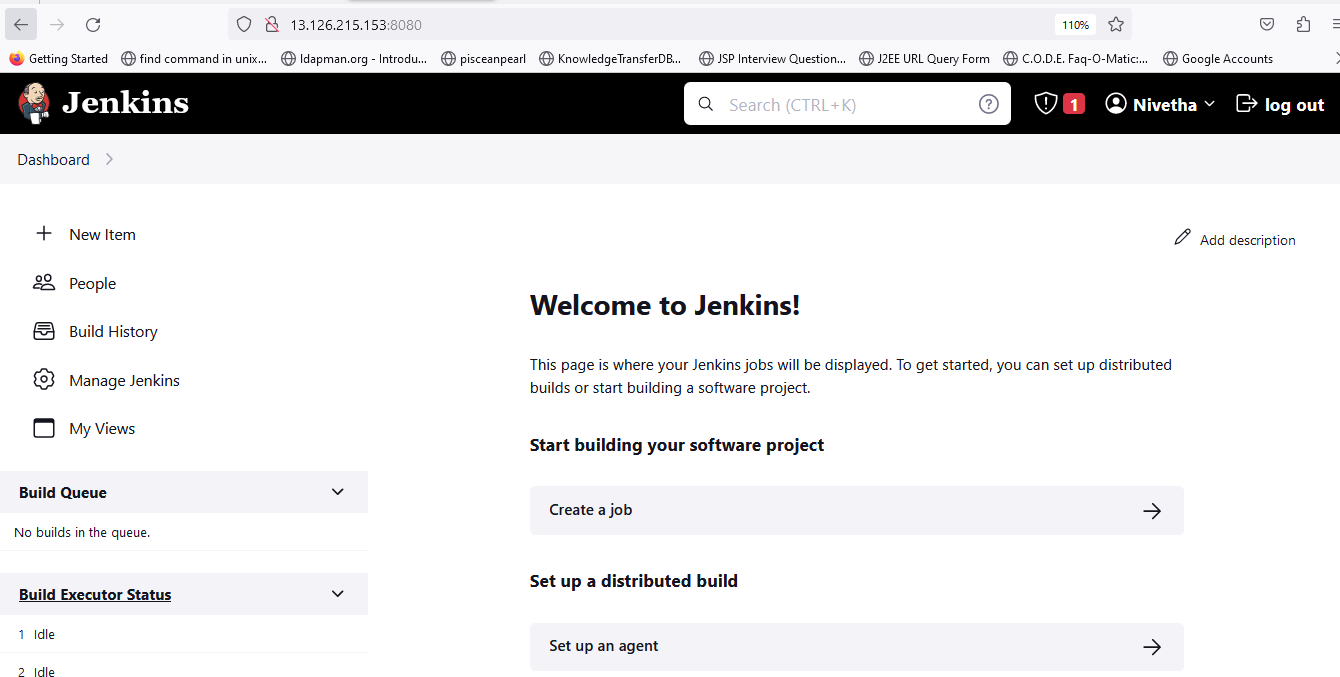 13.126.215.153:8080
110%
Getting Started find command in unix... ldapman.org - Introdu... pisceanpearl KnowledgeTransferDB... JSP Interview Question... J2EE URL Query Form C.O.D.E. Faq-O-Matic:... Google Accounts
Jenkins
Search (CTRL+K)
1
Nivetha
log out
Dashboard
New Item
People
Build History
Manage Jenkins
My Views
Build Queue
No builds in the queue.
Build Executor Status
1 Idle
2 Idle
Add description
Welcome to Jenkins!
This page is where your Jenkins jobs will be displayed. To get started, you can set up distributed
builds or start building a software project.
Start building your software project
Create a job
Set up a distributed build
Set up an agent